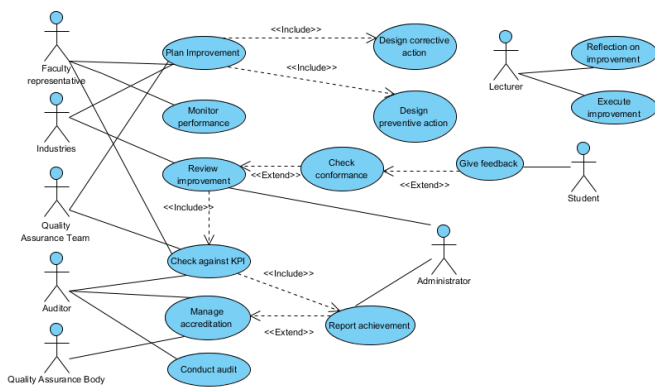 Faculty
representative
Plan Improvement
<<Include>>
Design corrective
action
<<Include>>
Design
preventive action
Monitor
performance
Lecturer
Reflection on
improvement
Execute
improvement
Industries
Review
improvement
<<Extend>>
Check
conformance
<<Extend>>
Give feedback
Student
<<Include>>
Quality
Assurance Team
Check against KPI
<<Include>>
Administrator
Auditor
Manage
accreditation
<<Extend>>
Report achievement
Conduct audit
Quality Assurance Body